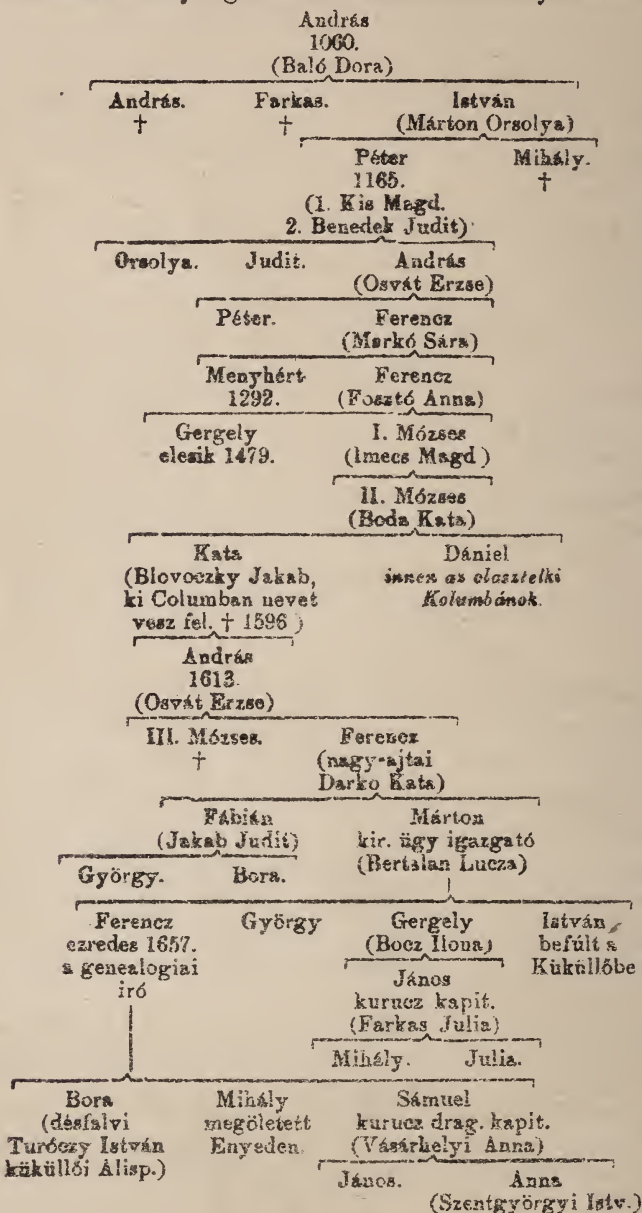 András
1060.
(Baló Dora)
András. Farkas. István
† † (Márton Orsolya)
Péter Mihály.
1165. †
(1. Kis Magd.
2. Benedek Judit)
Orsolya. Judit. András
(Osvát Erzse)
Péter. Ferencz
(Markó Sára)
Menyhért Ferencz
1292. (Fosztó Anna)
Gergely I. Mózses
elesik 1479. (Imecs Magd)
II. Mózses
(Boda Kata)
Kata Dániel
(Blovoczky Jakab, innen az elasztelki
ki Columban nevet Kolumbánok.
vesz fel. † 1596)
András
1613.
(Osvát Erzse)
III. Mózses. Ferencz
† (nagy-ajtai
Darko Kata)
Fábián Márton
(Jakab Judit) kir. ügy igazgató
György. Bora. (Bertalan Lucza)
Ferencz György Gergely István
ezredes 1657. (Bocz Ilona) befúlt a
a genealogiai János Küküllőbe
iró kurucz kapit.
(Farkas Julia)
Mihály. Julia.
Bora Mihály Sámuel
(désfalvi megöletett kurucz drag. kapit.
Turóczy István Enyeden. (Vásárhelyi Anna)
küküllői Alisp.) János. Anna
(Szentgyörgyi Istv.)